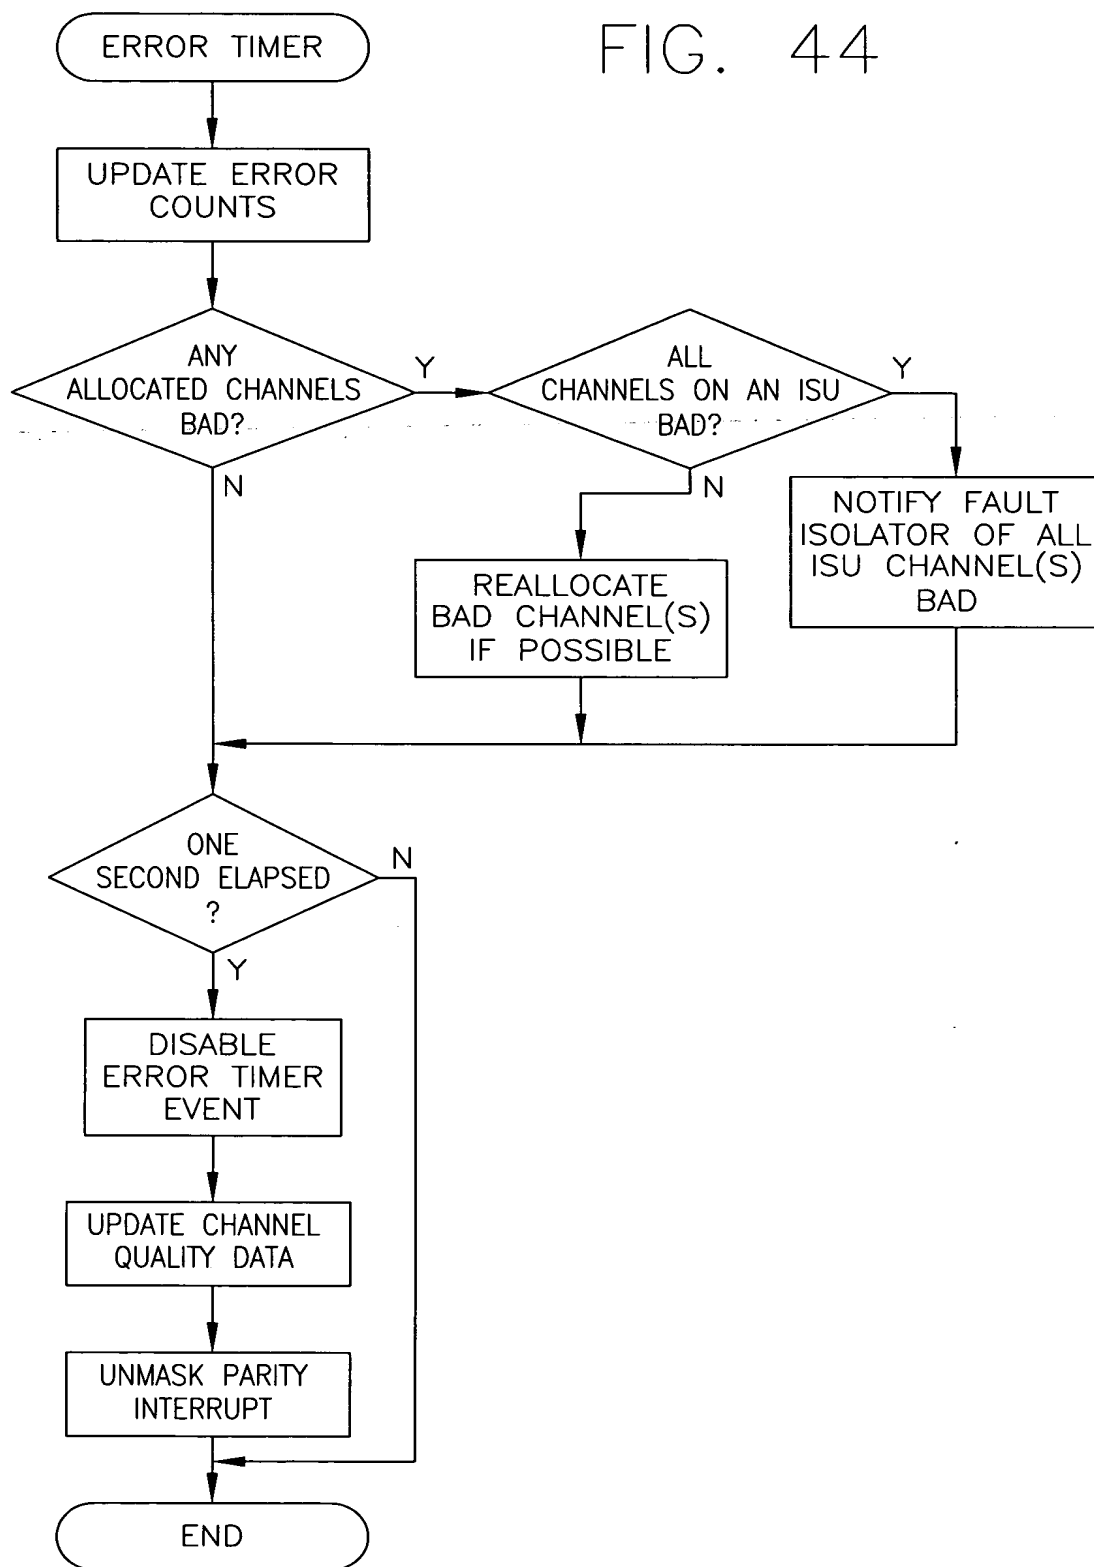 ERROR TIMER
FIG. 44
UPDATE ERROR
COUNTS
ANY
ALLOCATED CHANNELS
BAD?
Y
N
ALL
CHANNELS ON AN ISU
BAD?
Y
N
NOTIFY FAULT
ISOLATOR OF ALL
ISU CHANNEL(S)
BAD
REALLOCATE
BAD CHANNEL(S)
IF POSSIBLE
ONE
SECOND ELAPSED
?
N
Y
DISABLE
ERROR TIMER
EVENT
UPDATE CHANNEL
QUALITY DATA
UNMASK PARITY
INTERRUPT
END